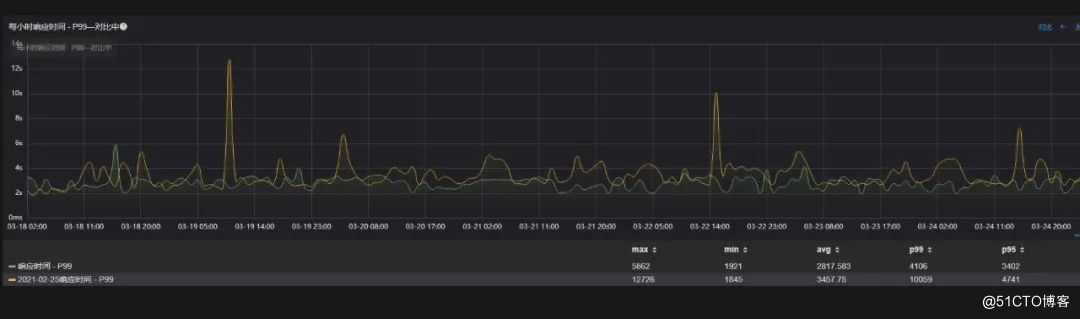 每小时响应时间 - P99—对比中
对比
14s
每小时响应时间 - P99—对比中
12s
10s
8s
6s
4s
2s
0ms
03-18 02:00 03-18 11:00 03-18 20:00 03-19 05:00 03-19 14:00 03-19 23:00 03-20 08:00 03-20 17:00 03-21 02:00 03-21 11:00 03-21 20:00 03-22 05:00 03-22 14:00 03-22 23:00 03-23 08:00 03-23 17:00 03-24 02:00 03-24 11:00 03-24 20:00
max min avg p99 p95
响应时间 - P99 5862 1921 2817.583 4106 3402
2021-02-25响应时间 - P99 12726 1845 3457.75 10059 4741
@51CTO博客